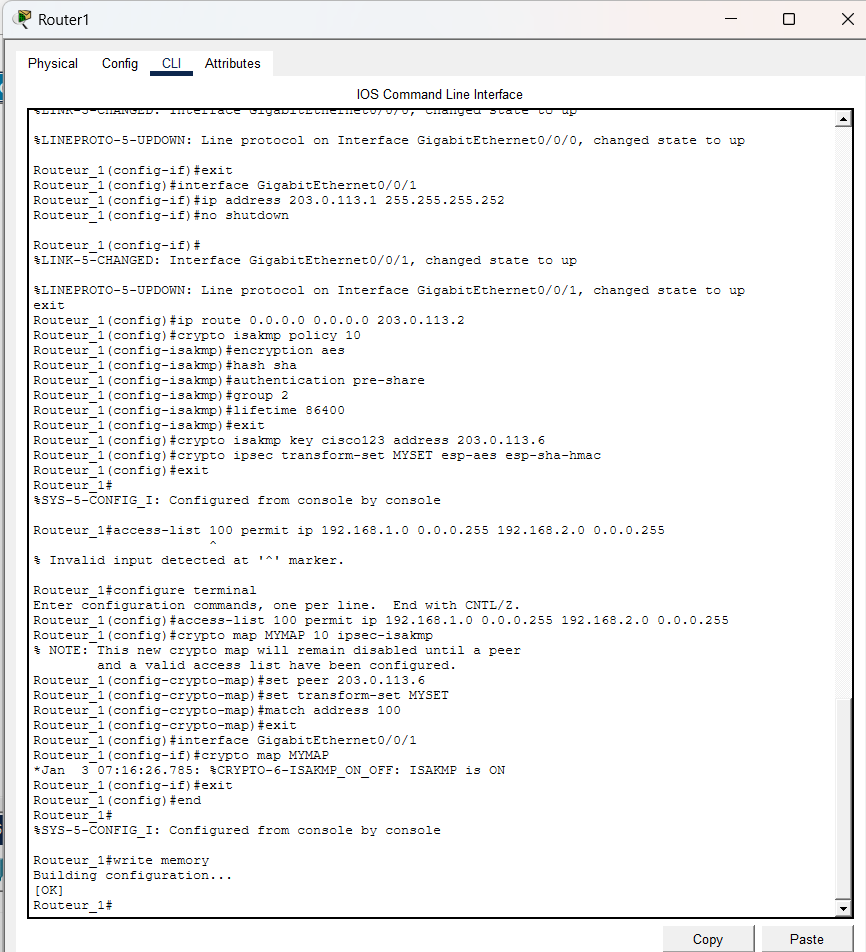 Router1
Physical Config CLI Attributes
IOS Command Line Interface
%LINK-5-CHANGED: Interface GigabitEthernet0/0/0, changed state to up
%LINEPROTO-5-UPDOWN: Line protocol on Interface GigabitEthernet0/0/0, changed state to up
Routeur_1(config-if)#exit
Routeur_1(config)#interface GigabitEthernet0/0/1
Routeur_1(config-if)#ip address 203.0.113.1 255.255.255.252
Routeur_1(config-if)#no shutdown
Routeur_1(config-if)#
%LINK-5-CHANGED: Interface GigabitEthernet0/0/1, changed state to up
%LINEPROTO-5-UPDOWN: Line protocol on Interface GigabitEthernet0/0/1, changed state to up
exit
Routeur_1(config)#ip route 0.0.0.0 0.0.0.0 203.0.113.2
Routeur_1(config)#crypto isakmp policy 10
Routeur_1(config-isakmp)#encryption aes
Routeur_1(config-isakmp)#hash sha
Routeur_1(config-isakmp)#authentication pre-share
Routeur_1(config-isakmp)#group 2
Routeur_1(config-isakmp)#lifetime 86400
Routeur_1(config-isakmp)#exit
Routeur_1(config)#crypto isakmp key cisco123 address 203.0.113.6
Routeur_1(config)#crypto ipsec transform-set MYSET esp-aes esp-sha-hmac
Routeur_1(config)#exit
Routeur_1#
%SYS-5-CONFIG_I: Configured from console by console
Routeur_1#access-list 100 permit ip 192.168.1.0 0.0.0.255 192.168.2.0 0.0.0.255
^
% Invalid input detected at '^' marker.
Routeur_1#configure terminal
Enter configuration commands, one per line. End with CNTL/Z.
Routeur_1(config)#access-list 100 permit ip 192.168.1.0 0.0.0.255 192.168.2.0 0.0.0.255
Routeur_1(config)#crypto map MYMAP 10 ipsec-isakmp
% NOTE: This new crypto map will remain disabled until a peer
and a valid access list have been configured.
Routeur_1(config-crypto-map)#set peer 203.0.113.6
Routeur_1(config-crypto-map)#set transform-set MYSET
Routeur_1(config-crypto-map)#match address 100
Routeur_1(config-crypto-map)#exit
Routeur_1(config)#interface GigabitEthernet0/0/1
Routeur_1(config-if)#crypto map MYMAP
*Jan 3 07:16:26.785: %CRYPTO-6-ISAKMP_ON_OFF: ISAKMP is ON
Routeur_1(config-if)#exit
Routeur_1(config)#end
Routeur_1#
%SYS-5-CONFIG_I: Configured from console by console
Routeur_1#write memory
Building configuration...
[OK]
Routeur_1#
Copy Paste